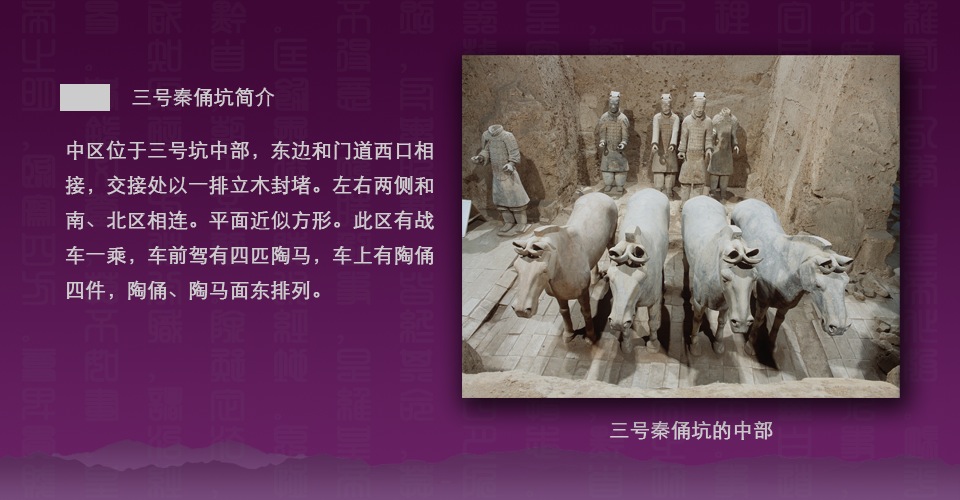 三号秦俑坑简介
中区位于三号坑中部，东边和门道西口相
接，交接处以一排立木封堵。左右两侧和
南、北区相连。平面近似方形。此区有战
车一乘，车前驾有四匹陶马，车上有陶俑
四件，陶俑、陶马面东排列。
三号秦俑坑的中部